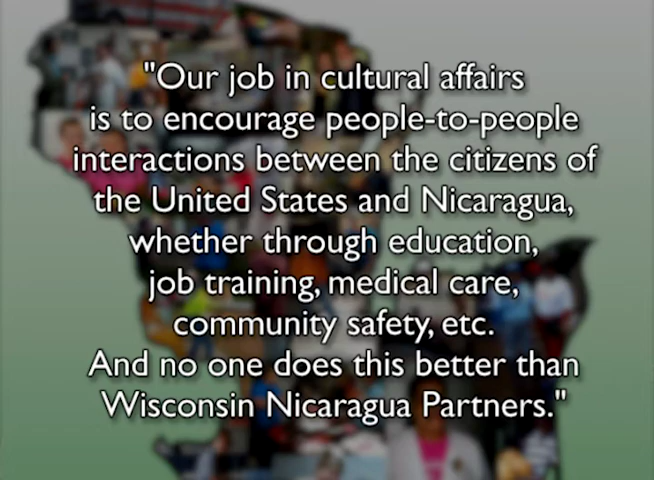 "Our job in cultural affairs
is to encourage people-to-people
interactions between the citizens of
the United States and Nicaragua,
whether through education,
job training, medical care,
community safety, etc.
And no one does this better than
Wisconsin Nicaragua Partners."